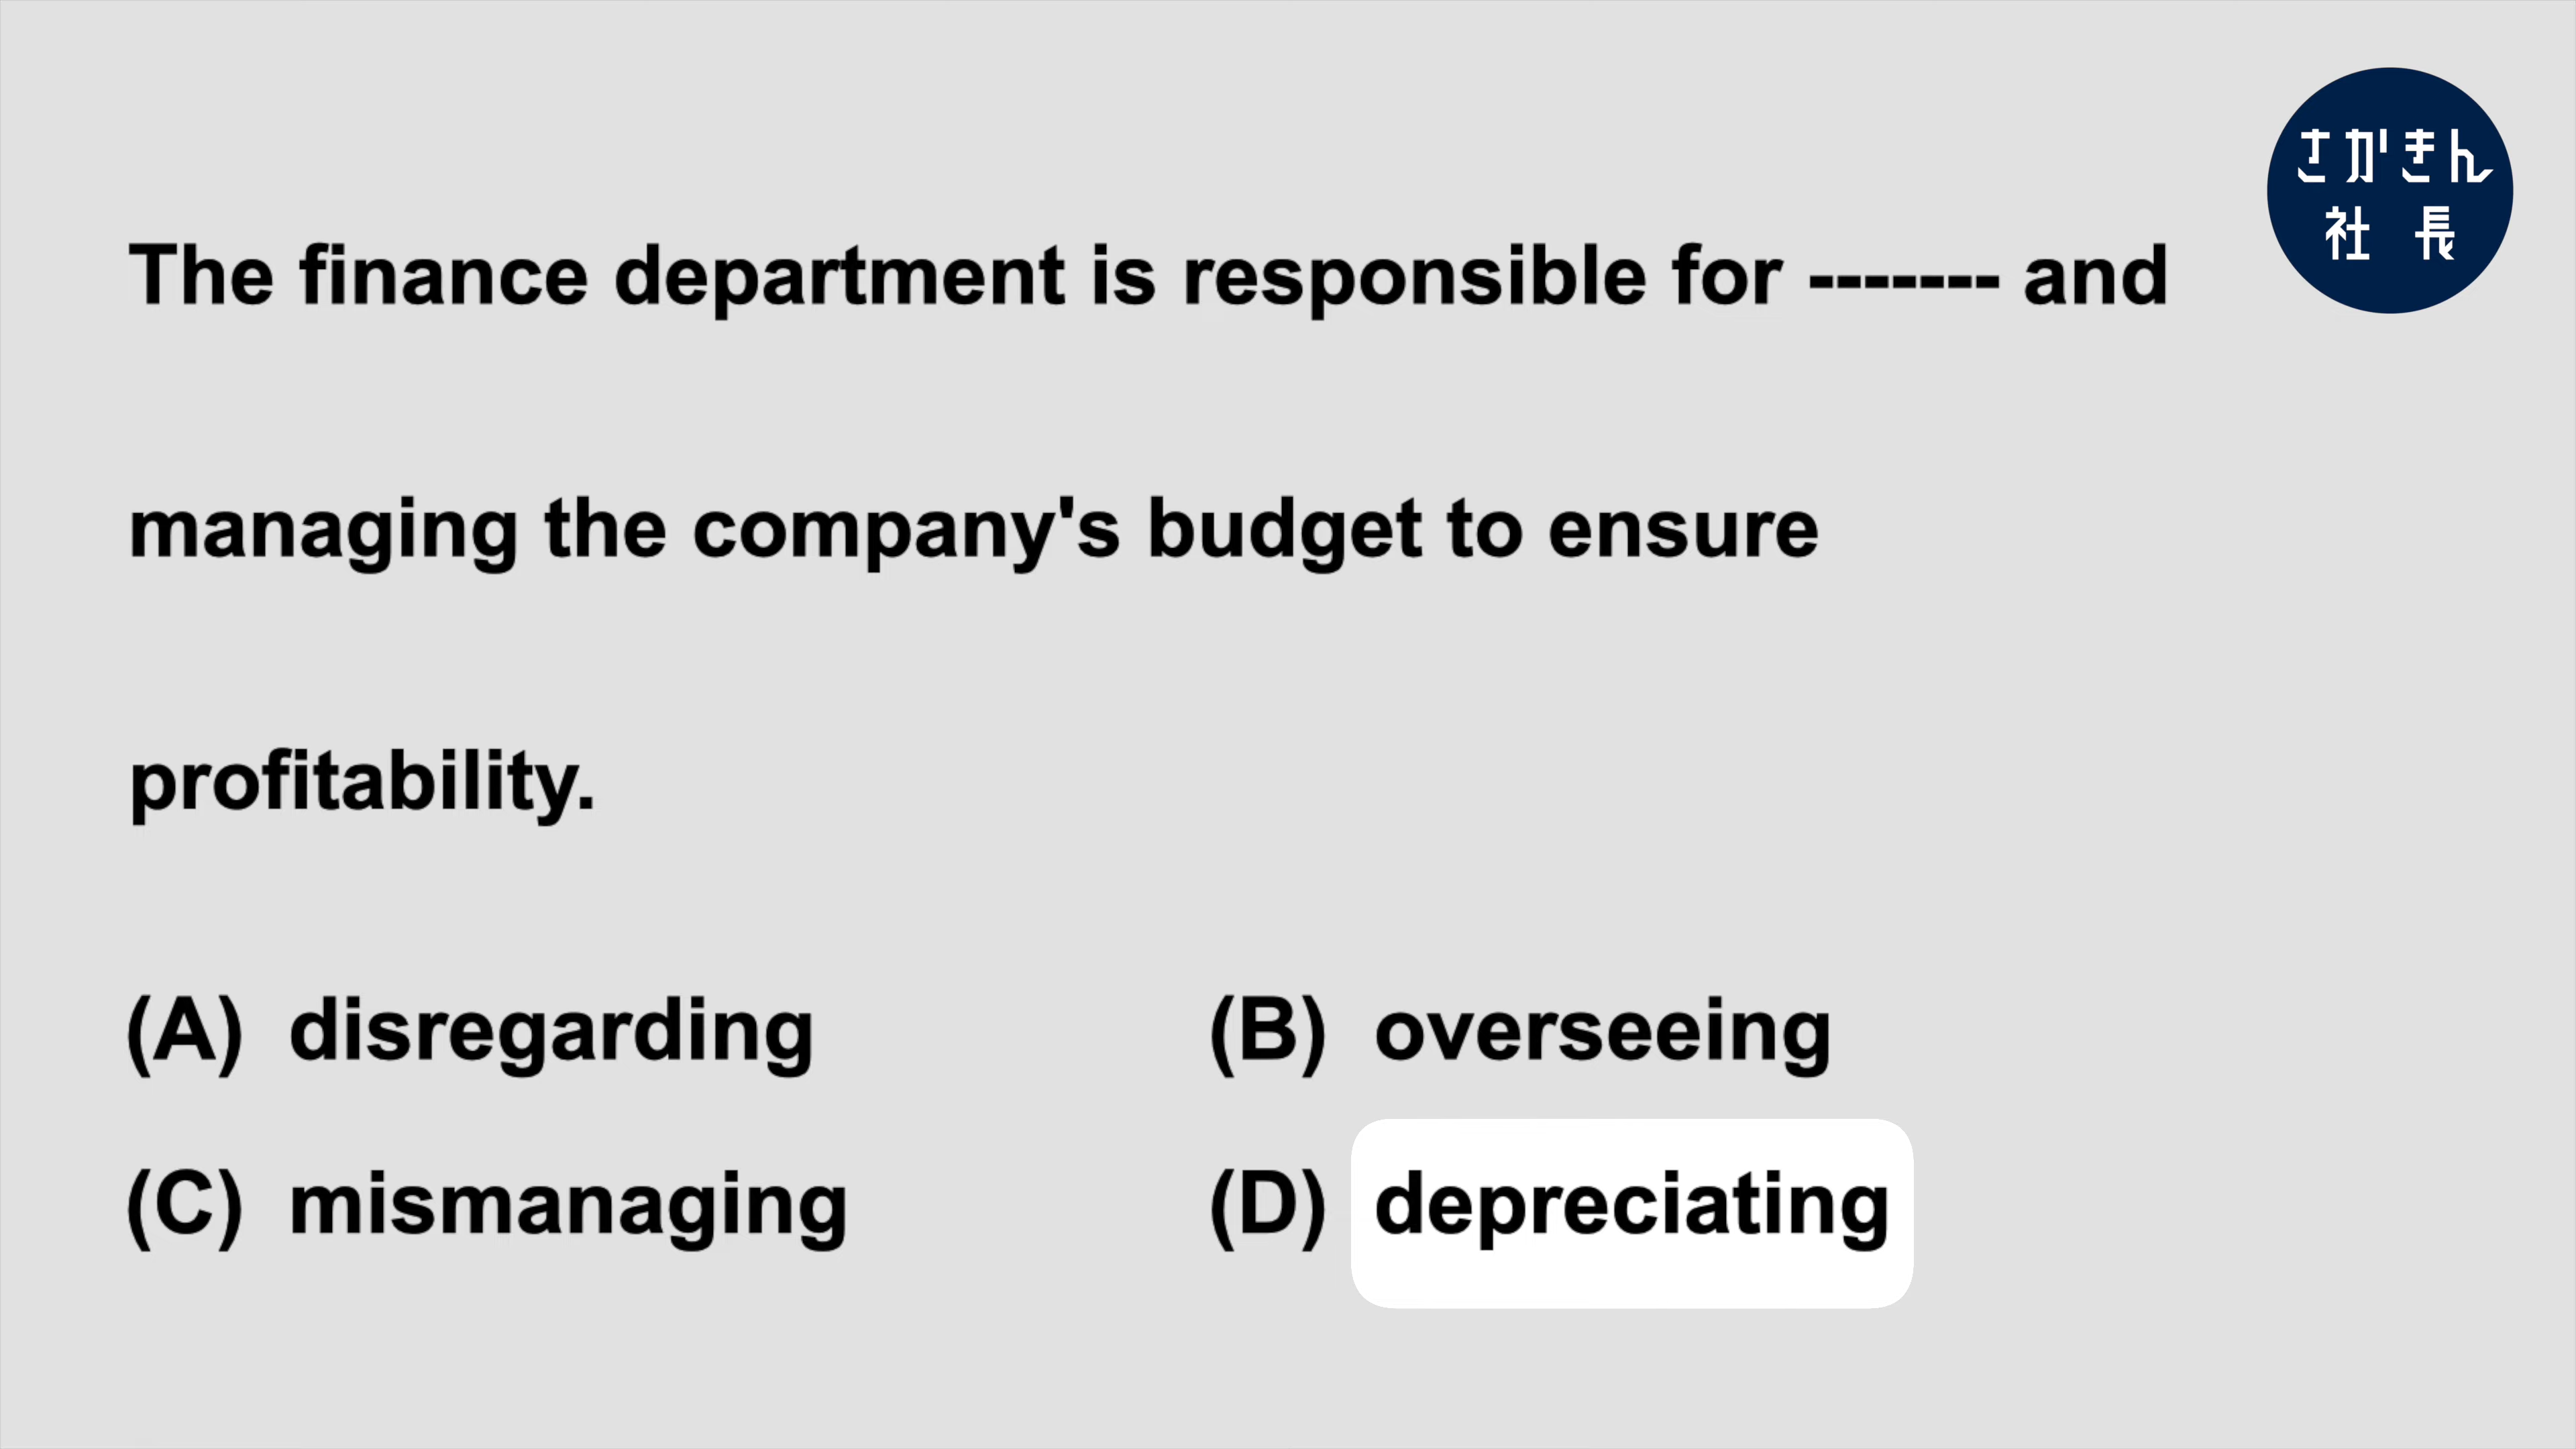 さかきん
社長
The finance department is responsible for ------- and
managing the company's budget to ensure
profitability.
(A) disregarding (B) overseeing
(C) mismanaging (D) depreciating